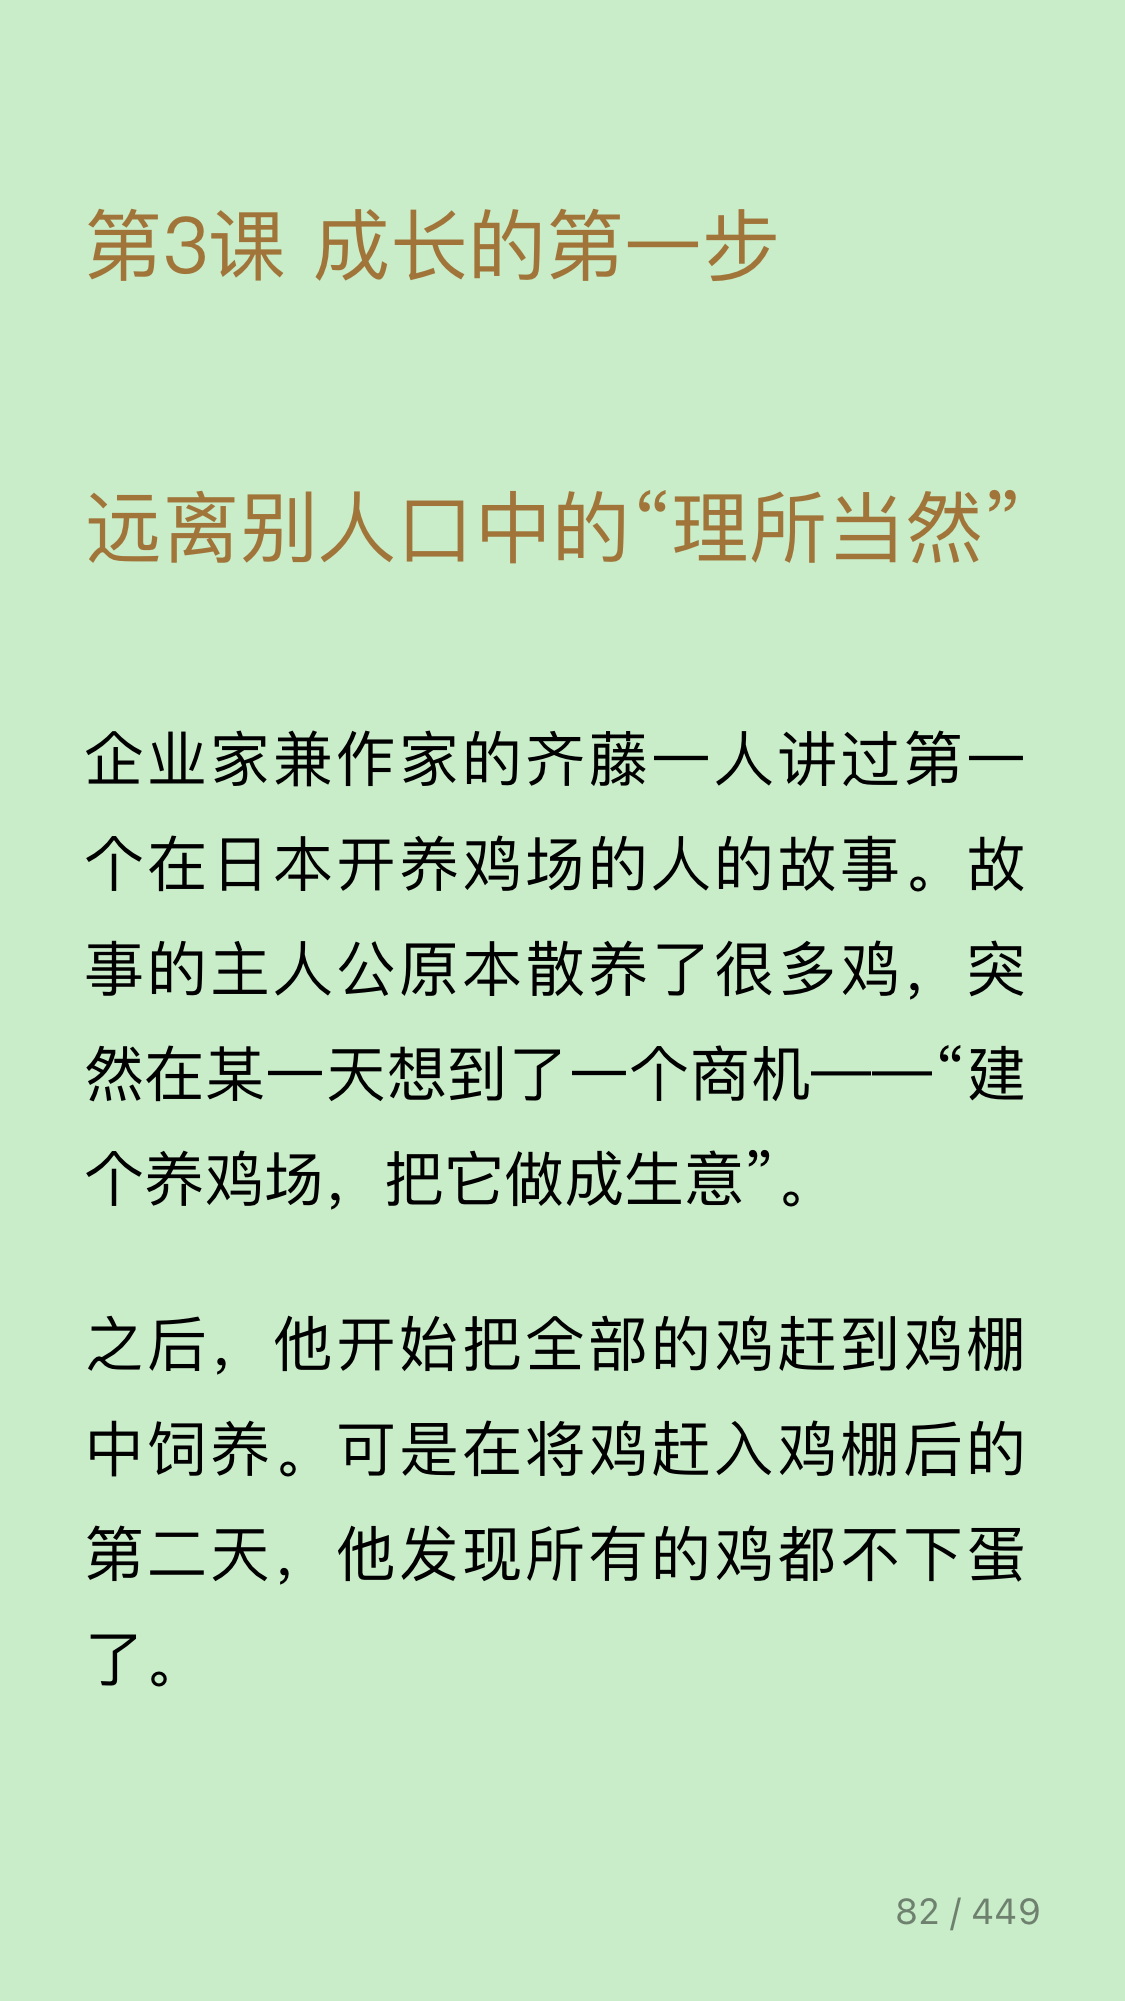 第3课 成长的第一步
远离别人口中的“理所当然”
企业家兼作家的齐藤一人讲过第一
个在日本开养鸡场的人的故事。故
事的主人公原本散养了很多鸡，突
然在某一天想到了一个商机——“建
个养鸡场，把它做成生意”。
之后，他开始把全部的鸡赶到鸡棚
中饲养。可是在将鸡赶入鸡棚后的
第二天，他发现所有的鸡都不下蛋
了。
82 / 449